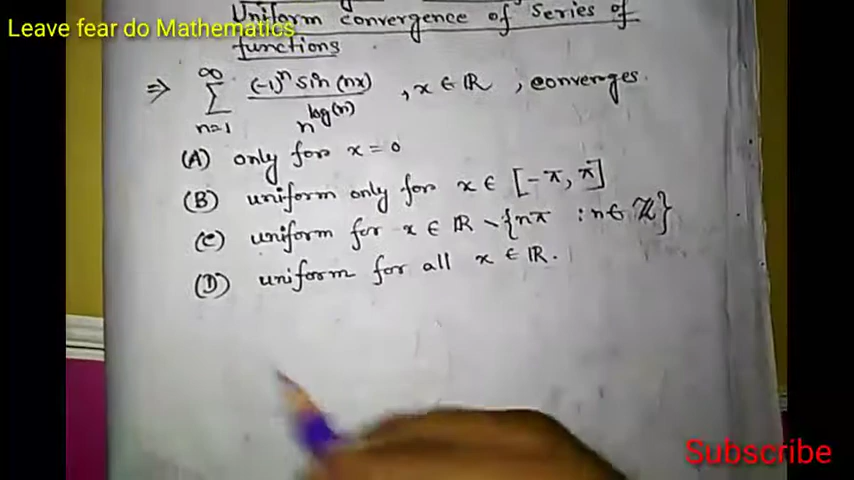 Uniform convergence of series of
Leave fear do Mathematics
functions
⇒ ∑_{n=1}^{∞} (-1)^n sin(nx) / n^{log(n)} , x ∈ ℝ , converges.
(A) only for x = 0
(B) uniform only for x ∈ [-π, π]
(C) uniform for x ∈ ℝ \ {nπ : n ∈ ℤ}
(D) uniform for all x ∈ ℝ.
Subscribe